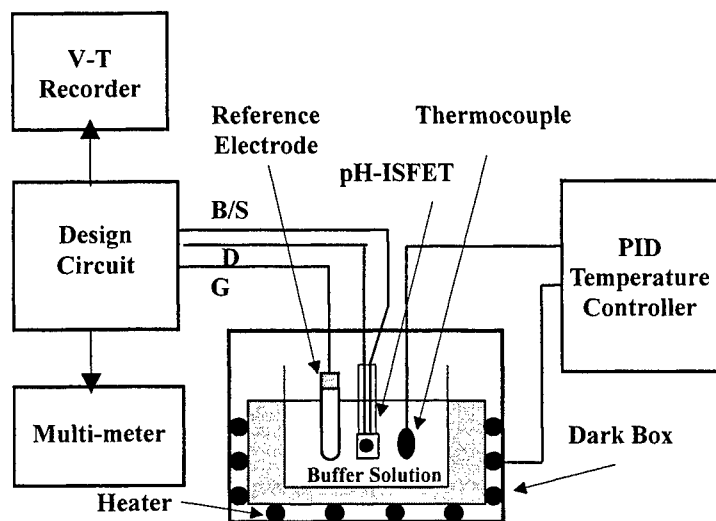 V-T
Recorder
Reference
Electrode
Thermocouple
pH-ISFET
B/S
Design
Circuit
D
G
PID
Temperature
Controller
Multi-meter
Buffer Solution
Dark Box
Heater